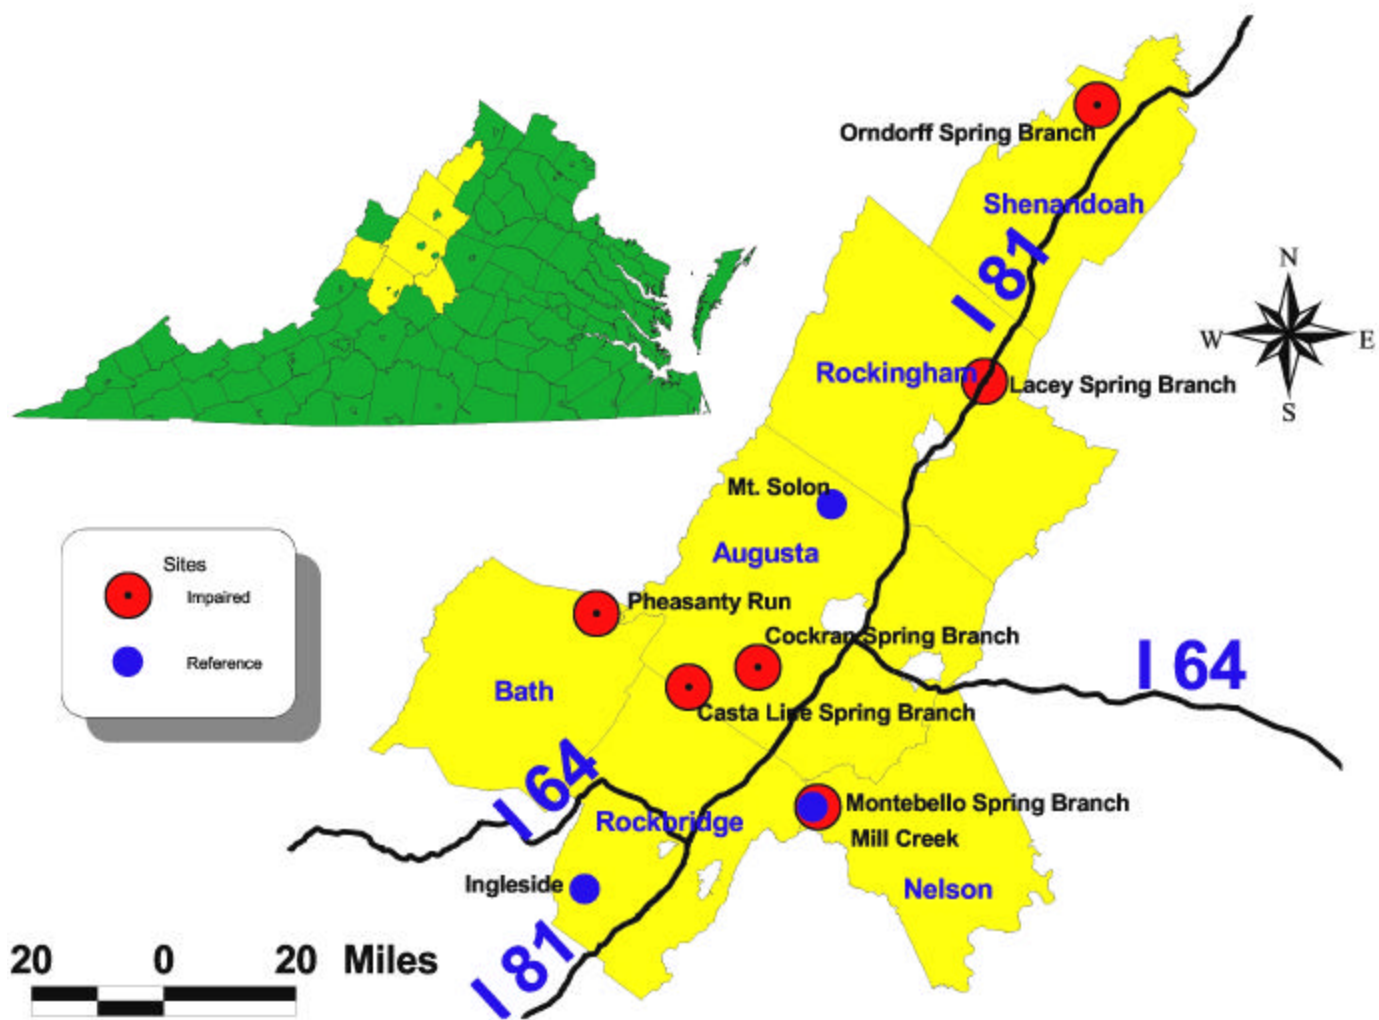 Orndorff Spring Branch
Shenandoah
I 81
N
W
E
S
Rockingham
Lacey Spring Branch
Mt. Solon
Augusta
Sites
Impaired
Reference
Pheasanty Run
Cockran Spring Branch
I 64
Bath
Casta Line Spring Branch
I 64
Rockbridge
Montebello Spring Branch
Mill Creek
Ingleside
Nelson
I 81
20 0 20 Miles